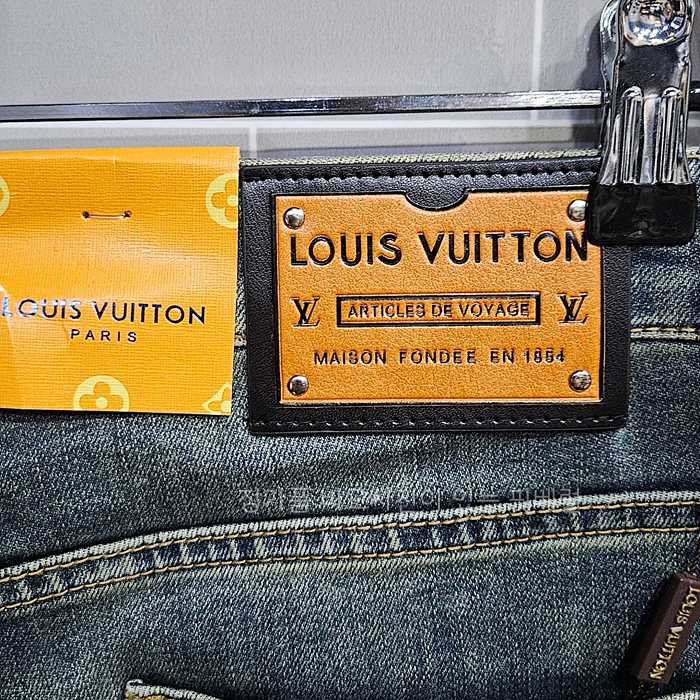 LOUIS VUITTON
PARIS
LOUIS VUITTON
LV ARTICLES DE VOYAGE LV
MAISON FONDEE EN 1854
LOUIS VUITTON